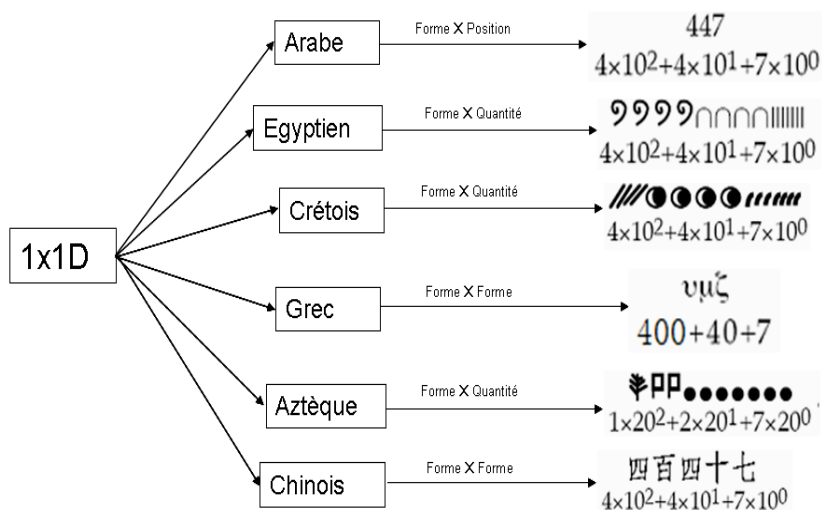 1x1D
Arabe
Forme X Position
447
4×10²+4×10¹+7×10⁰
Egyptien
Forme X Quantité
4×10²+4×10¹+7×10⁰
Crétois
Forme X Quantité
4×10²+4×10¹+7×10⁰
Grec
Forme X Forme
υμζ
400+40+7
Aztèque
Forme X Quantité
1×20²+2×20¹+7×20⁰
Chinois
Forme X Forme
四百四十七
4×10²+4×10¹+7×10⁰